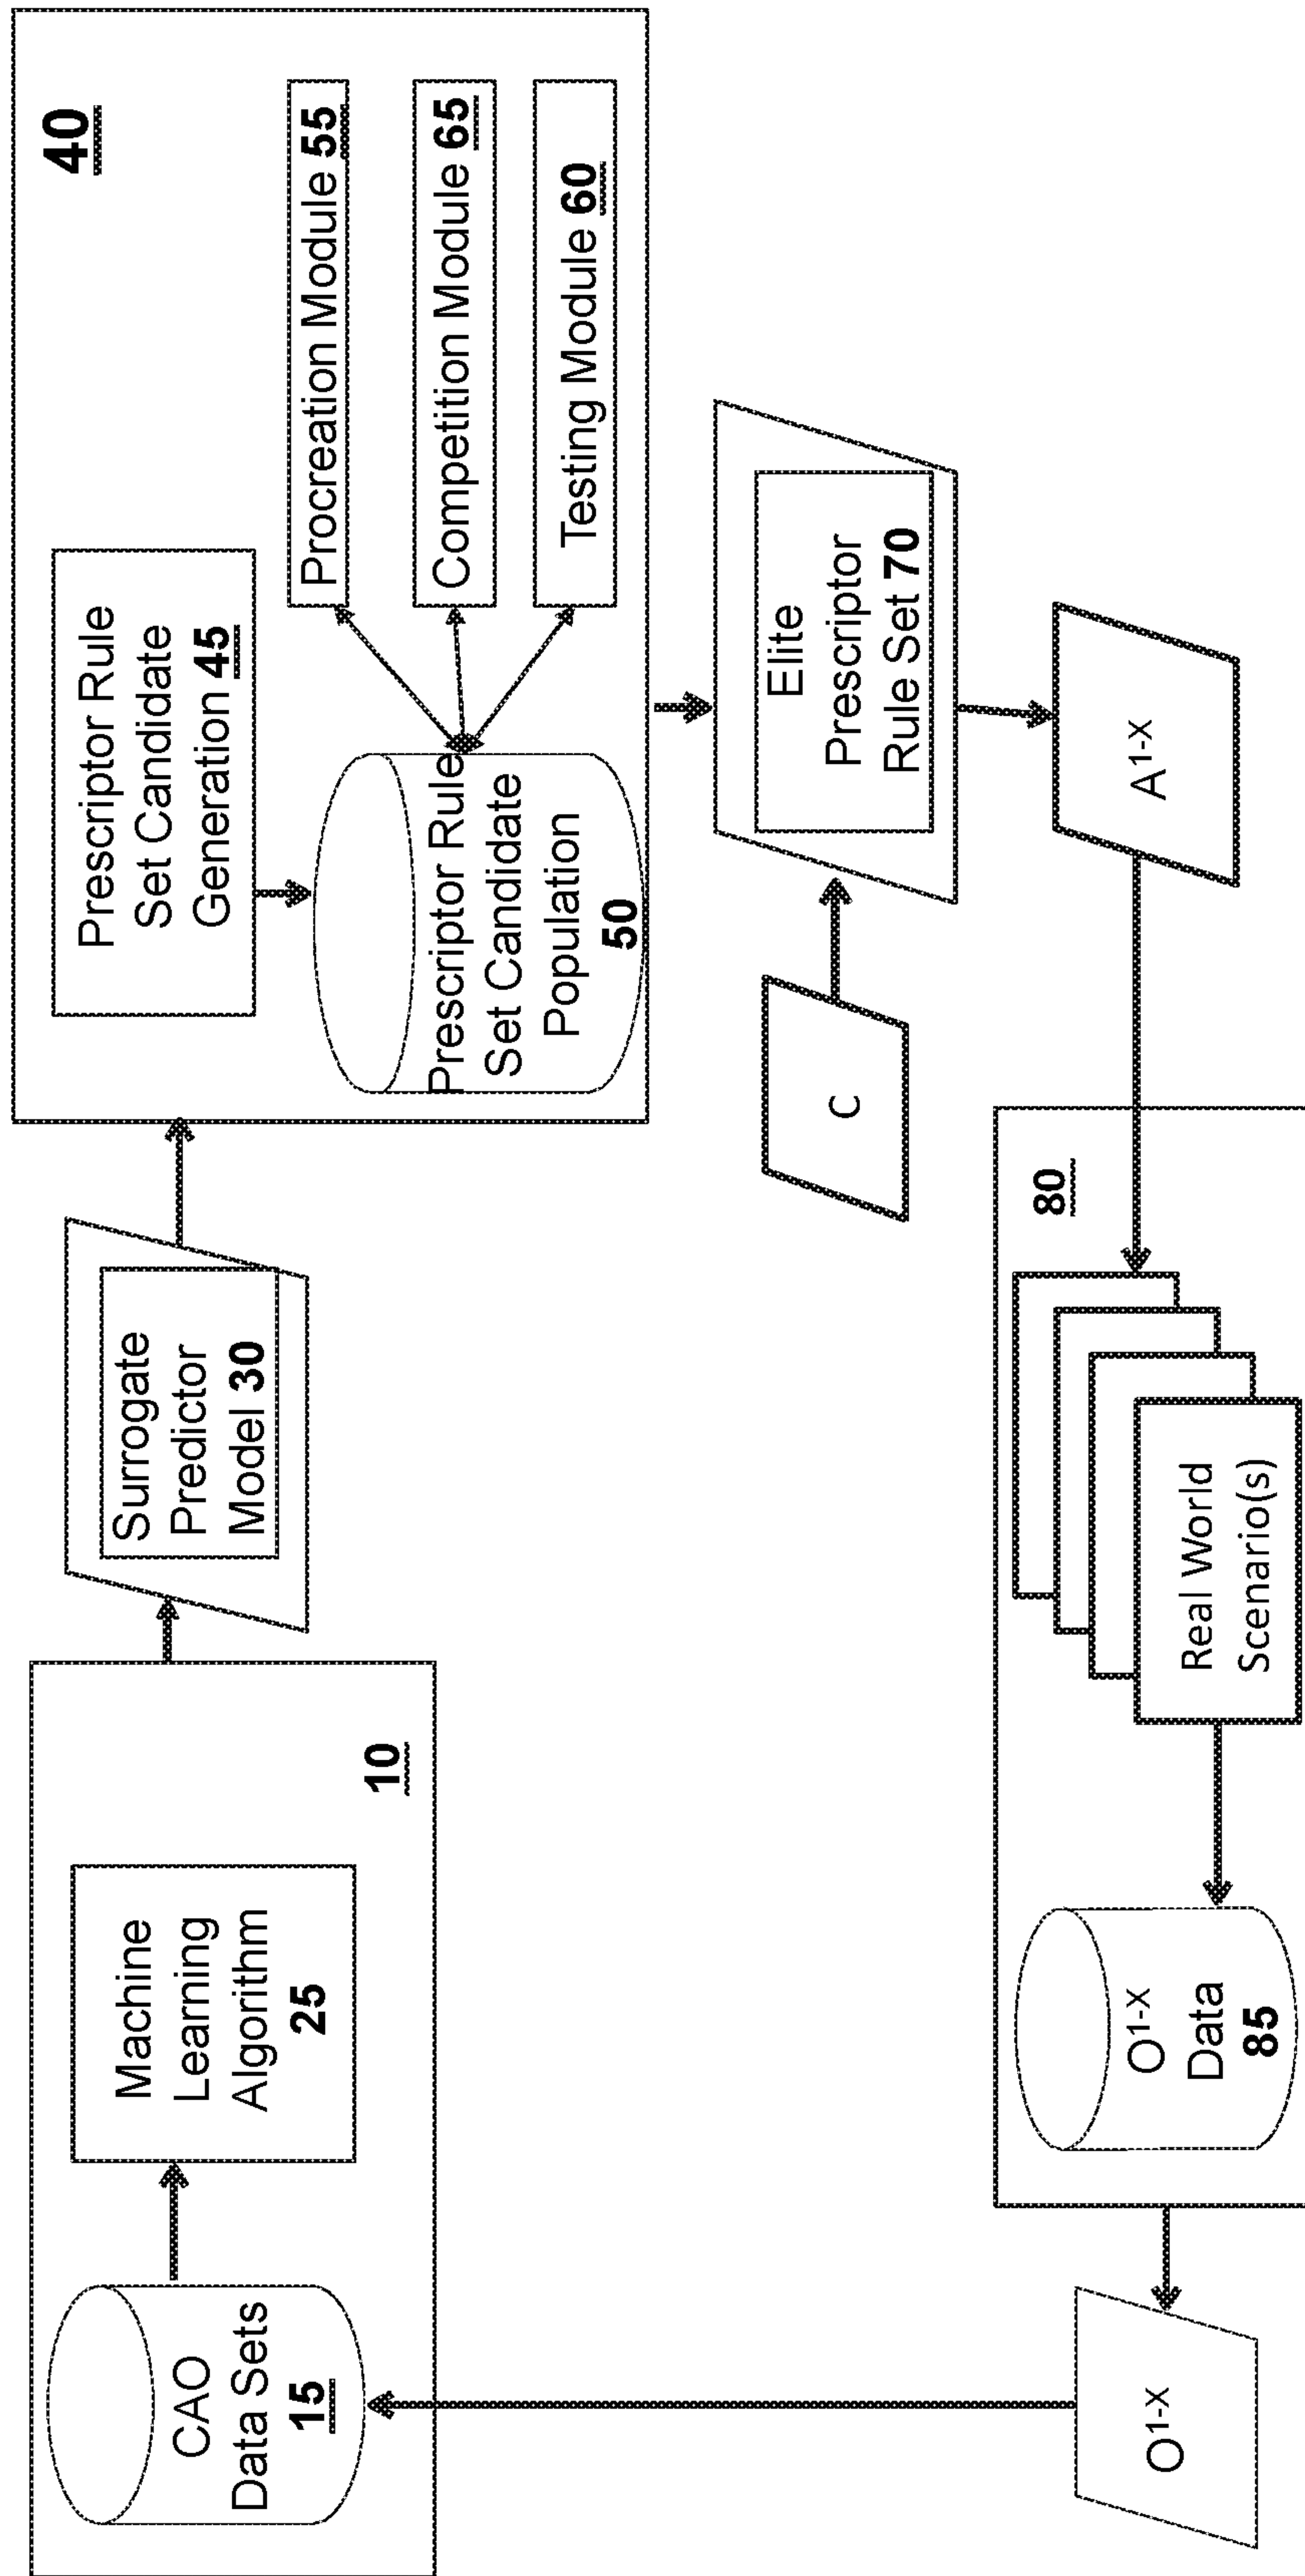 CAO
Data Sets
15
Machine
Learning
Algorithm
25
10
Surrogate
Predictor
Model 30
40
Prescriptor Rule
Set Candidate
Generation 45
Prescriptor Rule
Set Candidate
Population
50
Procreation Module 55
Competition Module 65
Testing Module 60
C
Elite
Prescriptor
Rule Set 70
A1-X
80
Real World
Scenario(s)
O1-X
Data
85
O1-X